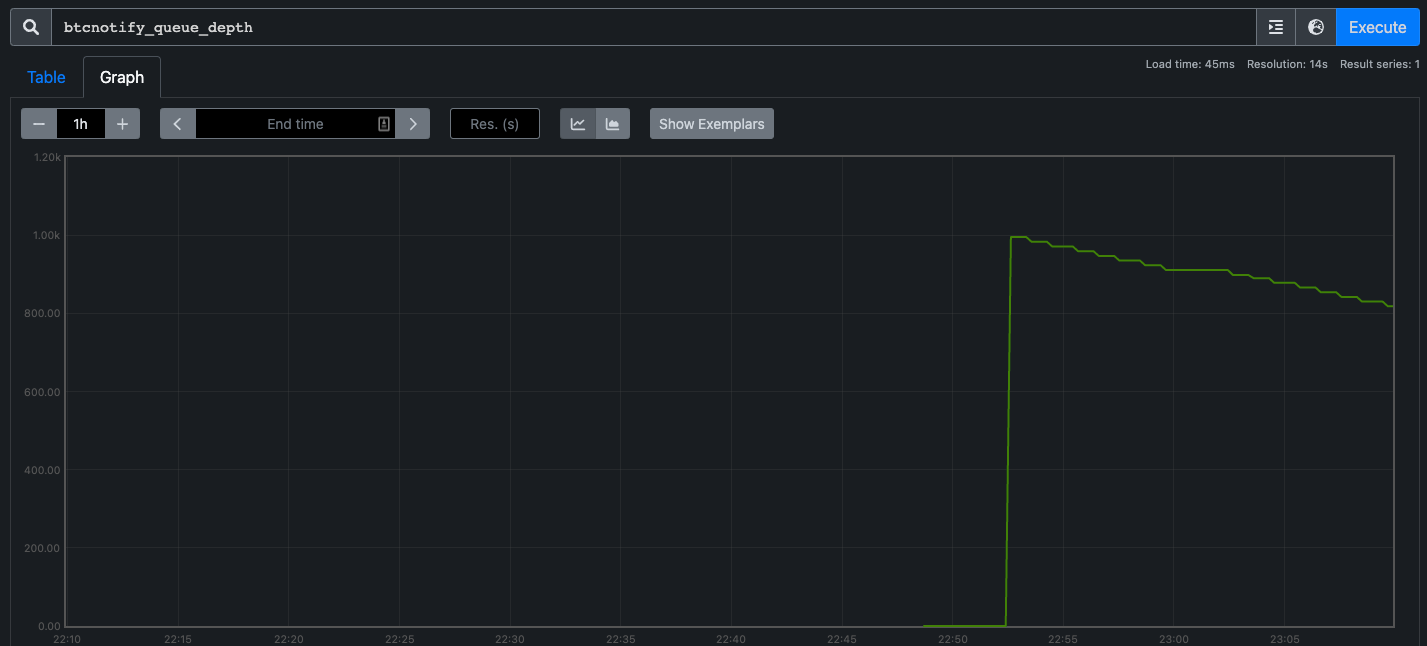 btcnotify_queue_depth
Execute
Load time: 45ms Resolution: 14s Result series: 1
Table Graph
1h End time Res. (s) Show Exemplars
1.20k
1.00k
800.00
600.00
400.00
200.00
0.00
22:10 22:15 22:20 22:25 22:30 22:35 22:40 22:45 22:50 22:55 23:00 23:05